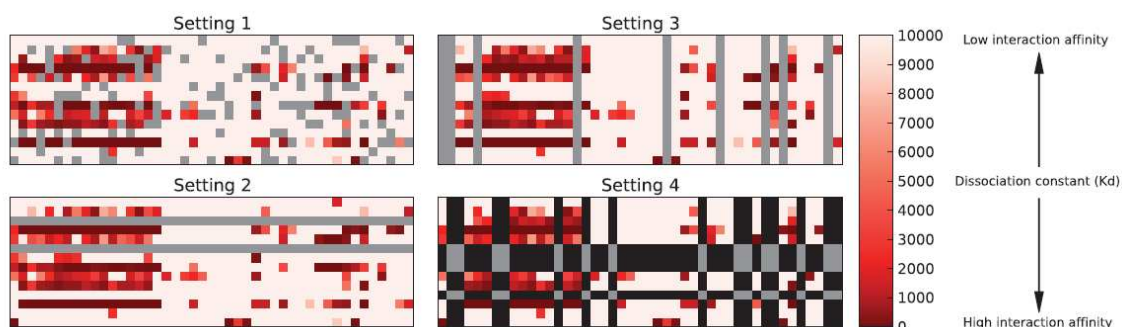 Setting 1
Setting 3
Setting 2
Setting 4
10000
9000
8000
7000
6000
5000
4000
3000
2000
1000
0
Low interaction affinity
Dissociation constant (Kd)
High interaction affinity